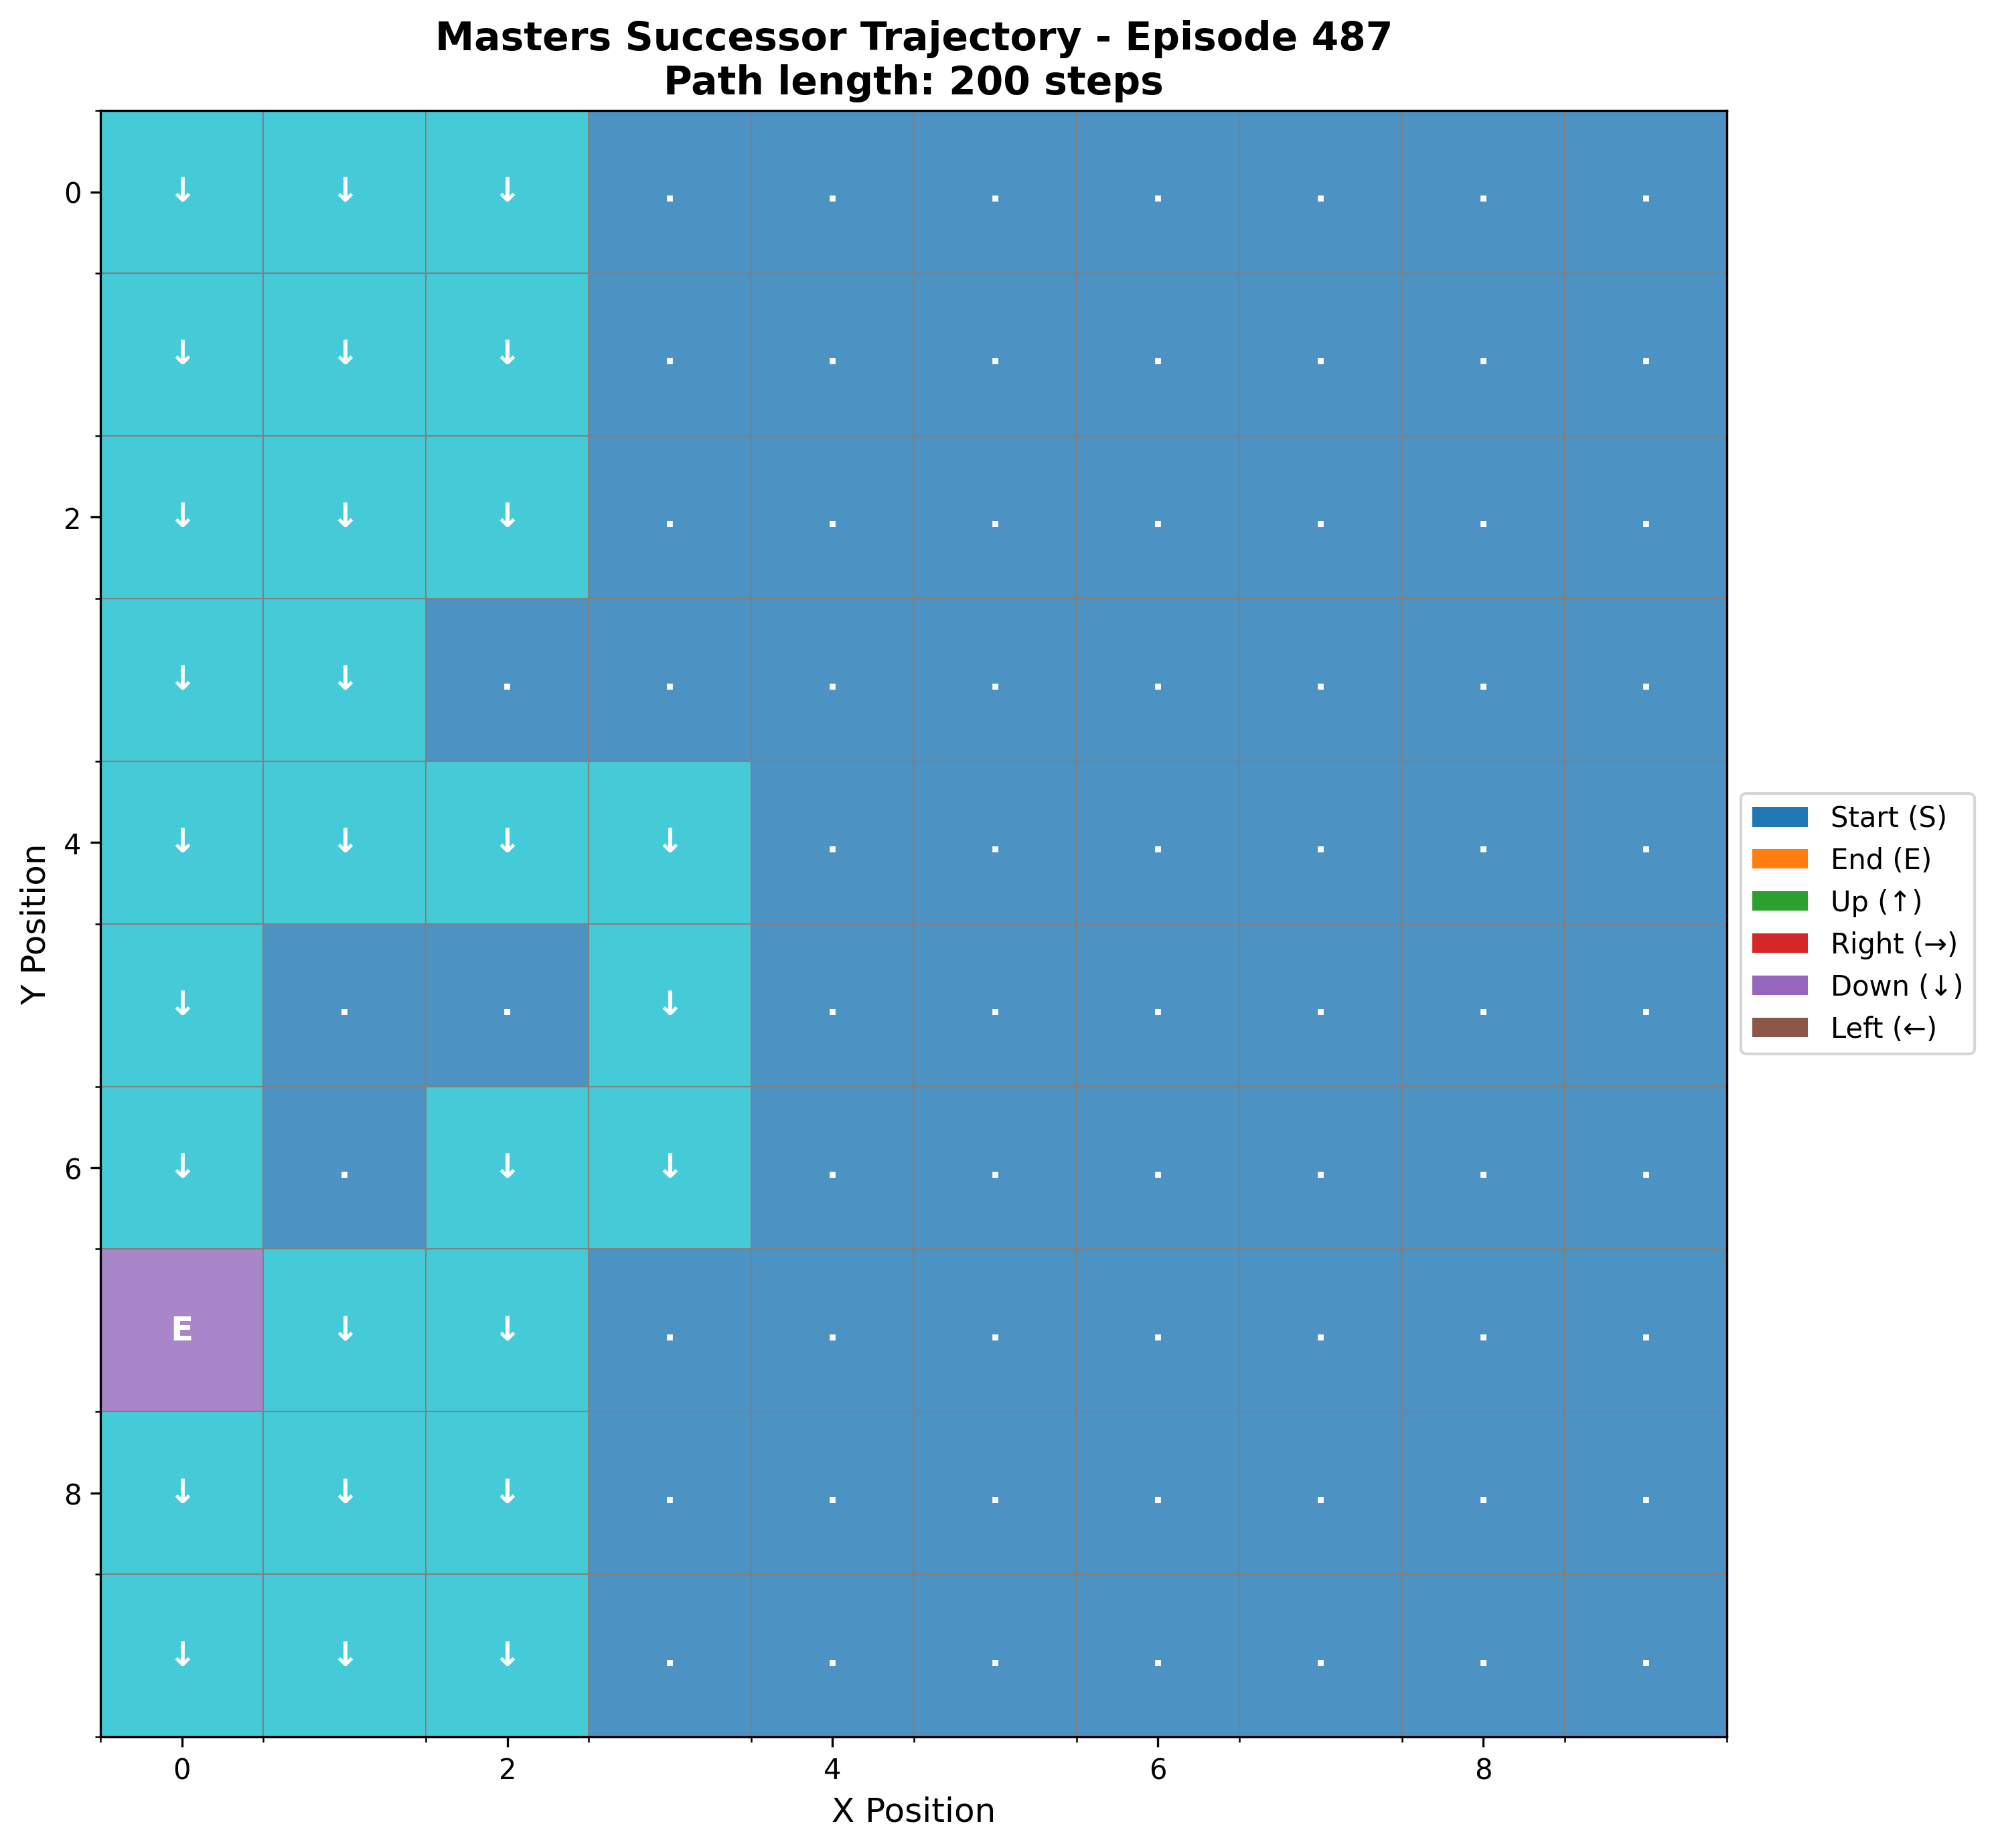 Masters Successor Trajectory - Episode 487
Path length: 200 steps
0 ↓ ↓ ↓ . . . . . . .
↓ ↓ ↓ . . . . . . .
2 ↓ ↓ ↓ . . . . . . .
↓ ↓ . . . . . . . .
4 ↓ ↓ ↓ ↓ . . . . . .
↓ . . ↓ . . . . . .
6 ↓ . ↓ ↓ . . . . . .
E ↓ ↓ . . . . . . .
8 ↓ ↓ ↓ . . . . . . .
↓ ↓ ↓ . . . . . . .
0 2 4 6 8
X Position
Y Position
Start (S)
End (E)
Up (↑)
Right (→)
Down (↓)
Left (←)